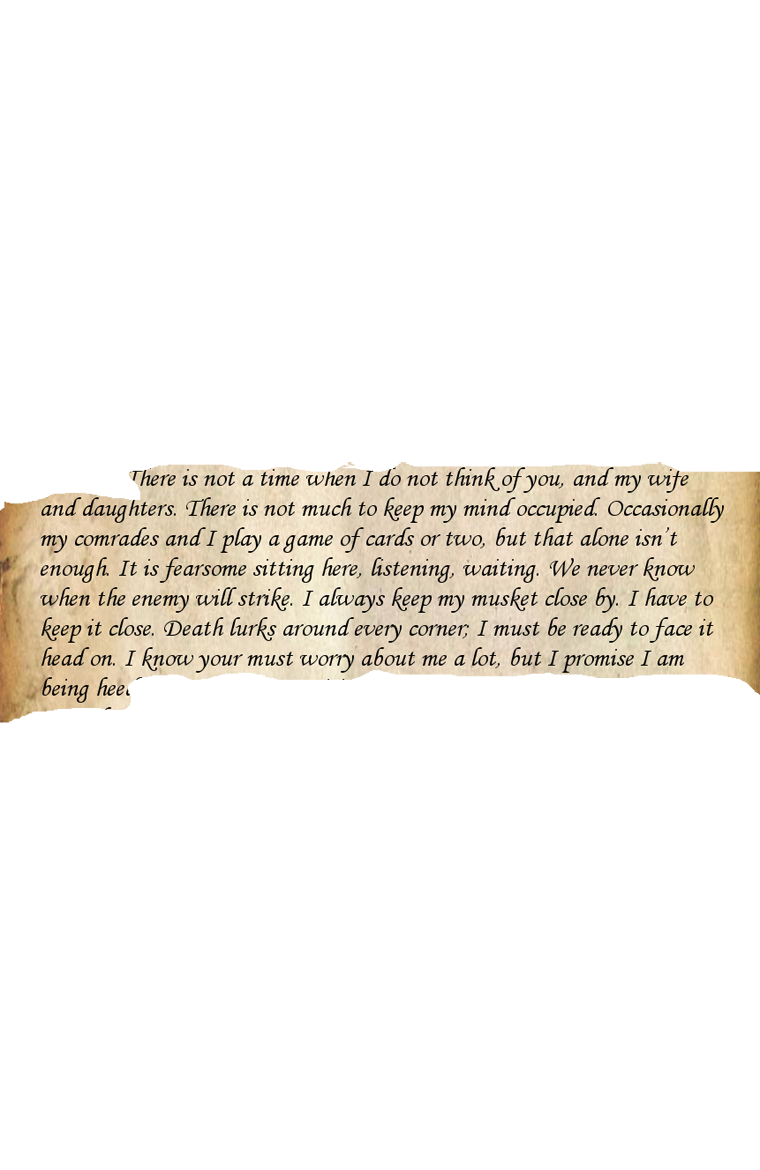 There is not a time when I do not think of you, and my wife
and daughters. There is not much to keep my mind occupied. Occasionally
my comrades and I play a game of cards or two, but that alone isn't
enough. It is fearsome sitting here, listening, waiting. We never know
when the enemy will strike. I always keep my musket close by. I have to
keep it close. Death lurks around every corner; I must be ready to face it
head on. I know your must worry about me a lot, but I promise I am
being